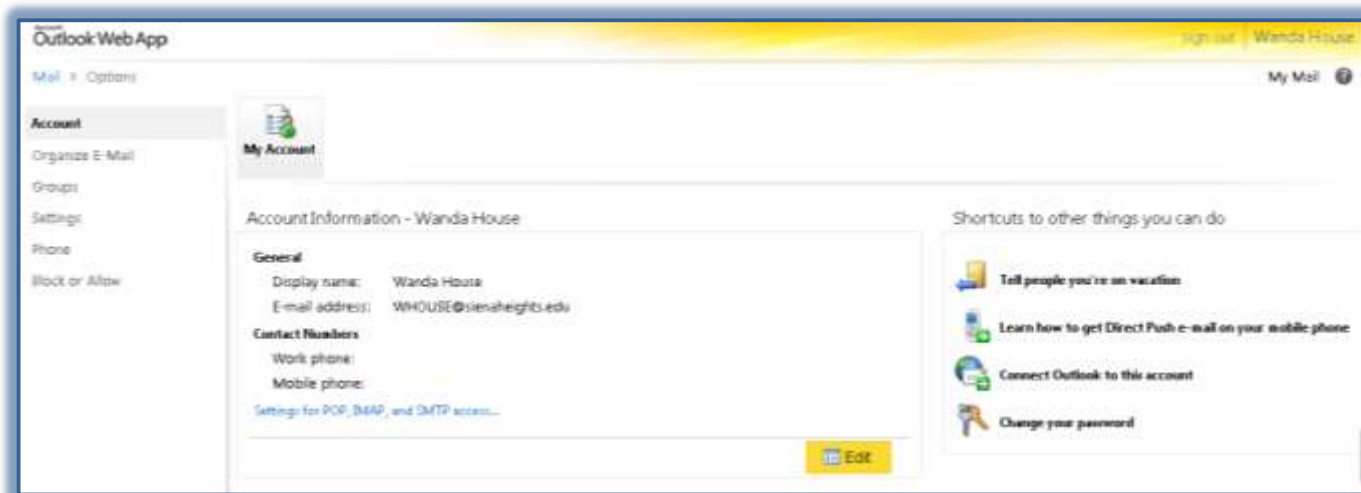 Outlook Web App
sign out Wanda House
Mail > Options
My Mail
Account
Organize E-Mail
Groups
Settings
Phone
Block or Allow
My Account
Account Information - Wanda House
General
Display name: Wanda House
E-mail address: WHOUSE@sienaheights.edu
Contact Numbers
Work phone:
Mobile phone:
Settings for POP, IMAP, and SMTP access...
Edit
Shortcuts to other things you can do
Tell people you're on vacation
Learn how to get Direct Push e-mail on your mobile phone
Connect Outlook to this account
Change your password